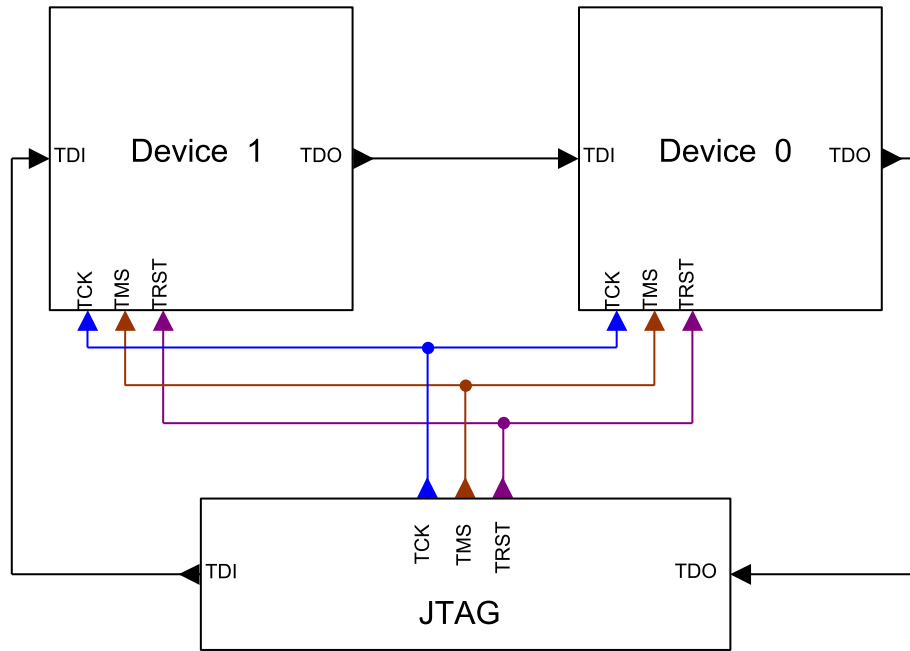 TDI
Device 1
TDO
TDI
Device 0
TDO
TCK
TMS
TRST
TCK
TMS
TRST
TCK
TMS
TRST
TDI
TDO
JTAG